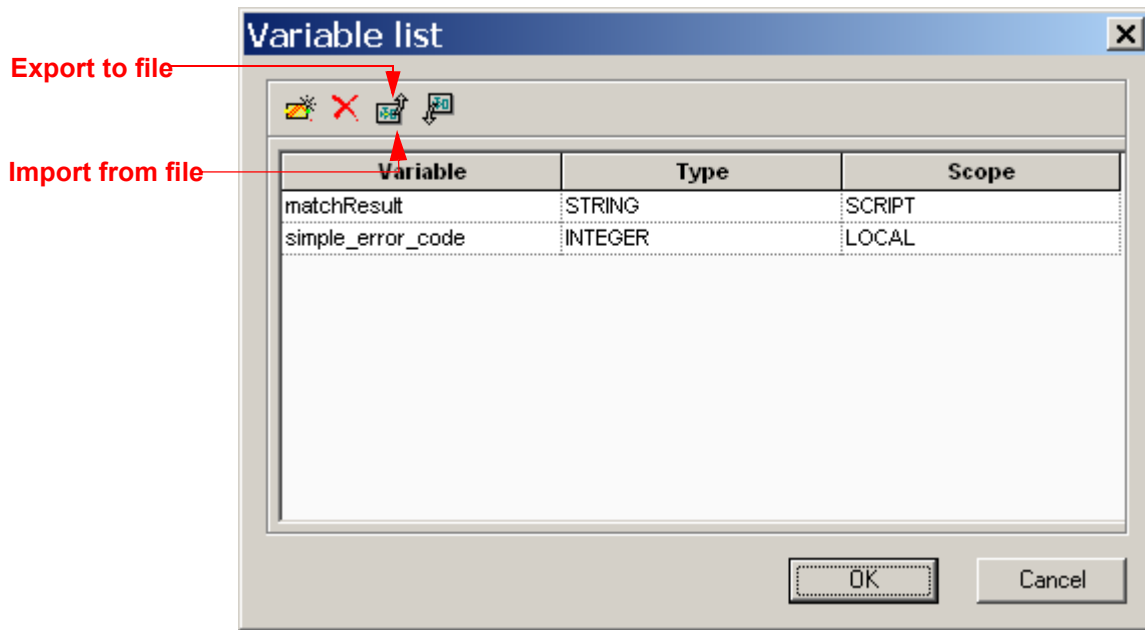 Variable list
Export to file
Import from file
Variable Type Scope
matchResult STRING SCRIPT
simple_error_code INTEGER LOCAL
OK Cancel